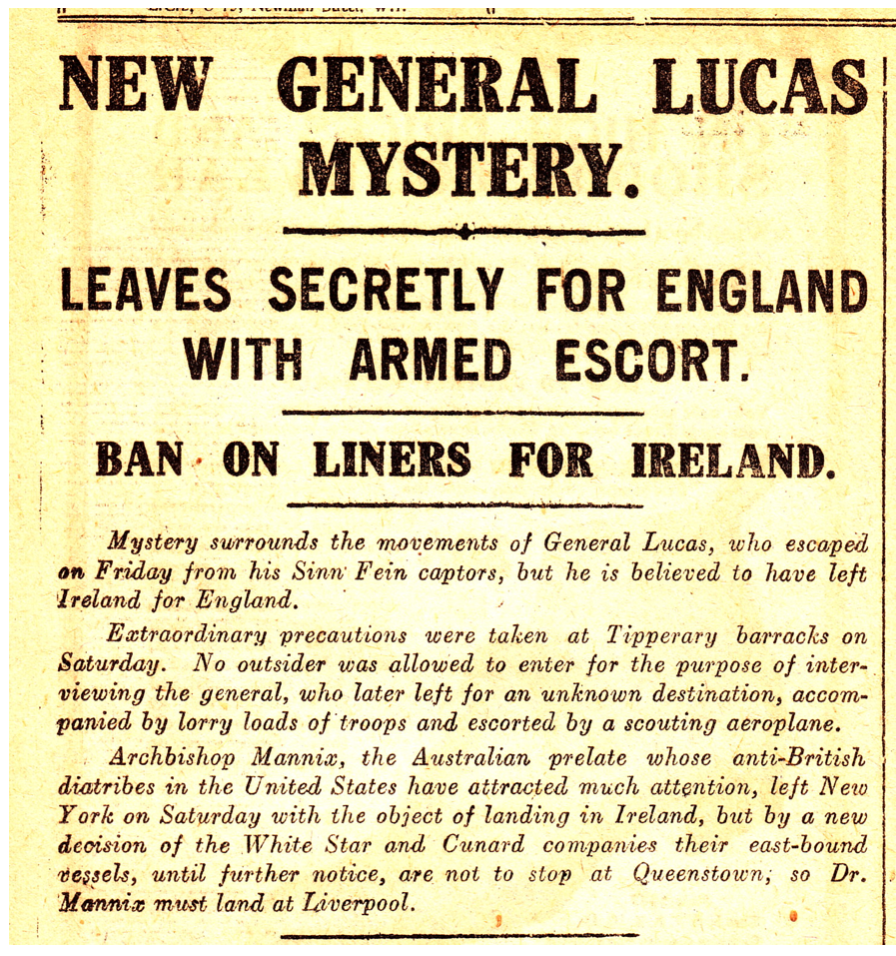 NEW GENERAL LUCAS
MYSTERY.
LEAVES SECRETLY FOR ENGLAND
WITH ARMED ESCORT.
BAN ON LINERS FOR IRELAND.
Mystery surrounds the movements of General Lucas, who escaped
on Friday from his Sinn Fein captors, but he is believed to have left
Ireland for England.
Extraordinary precautions were taken at Tipperary barracks on
Saturday. No outsider was allowed to enter for the purpose of inter-
viewing the general, who later left for an unknown destination, accom-
panied by lorry loads of troops and escorted by a scouting aeroplane.
Archbishop Mannix, the Australian prelate whose anti-British
diatribes in the United States have attracted much attention, left New
York on Saturday with the object of landing in Ireland, but by a new
decision of the White Star and Cunard companies their east-bound
vessels, until further notice, are not to stop at Queenstown, so Dr.
Mannix must land at Liverpool.